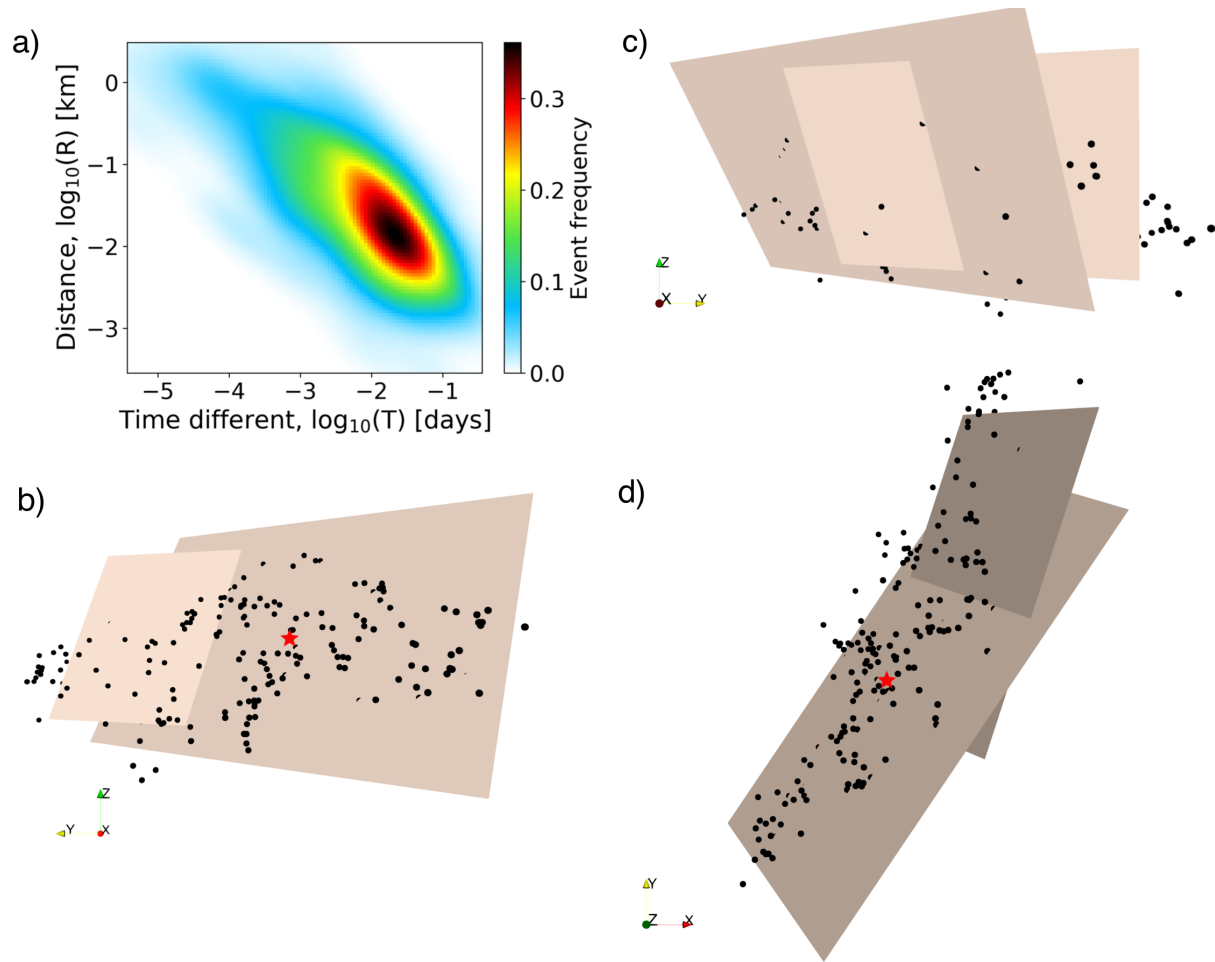 a)
Distance, log10(R) [km]
0
−1
−2
−3
−5
−4
−3
−2
−1
Time different, log10(T) [days]
0.3
0.2
0.1
0.0
Event frequency
c)
Z
X
Y
b)
Z
Y
X
d)
Y
Z
X